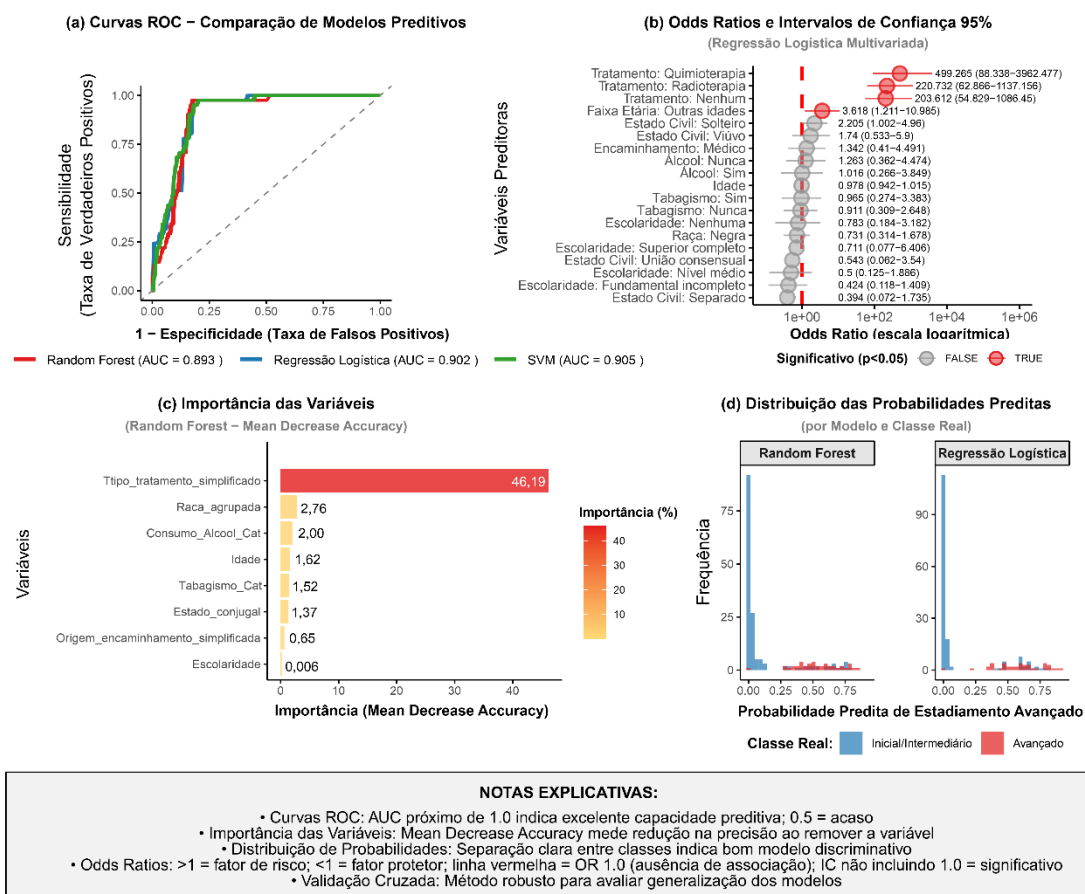 (a) Curvas ROC − Comparação de Modelos Preditivos
Sensibilidade
(Taxa de Verdadeiros Positivos)
1.00
0.75
0.50
0.25
0.00
0.00 0.25 0.50 0.75 1.00
1 − Especificidade (Taxa de Falsos Positivos)
Random Forest (AUC = 0.893 ) Regressão Logística (AUC = 0.902 ) SVM (AUC = 0.905 )
(b) Odds Ratios e Intervalos de Confiança 95%
(Regressão Logística Multivariada)
Variáveis Preditoras
Tratamento: Quimioterapia 499.265 (88.338−3962.477)
Tratamento: Radioterapia 220.732 (62.866−1137.156)
Tratamento: Nenhum 203.612 (54.829−1086.45)
Faixa Etária: Outras idades 3.618 (1.211−10.985)
Estado Civil: Solteiro 2.205 (1.002−4.96)
Estado Civil: Viúvo 1.74 (0.533−5.9)
Encaminhamento: Médico 1.342 (0.41−4.491)
Álcool: Nunca 1.263 (0.362−4.474)
Álcool: Sim 1.016 (0.266−3.849)
Idade 0.978 (0.942−1.015)
Tabagismo: Sim 0.965 (0.274−3.383)
Tabagismo: Nunca 0.911 (0.309−2.648)
Escolaridade: Nenhuma 0.783 (0.184−3.182)
Raça: Negra 0.731 (0.314−1.678)
Escolaridade: Superior completo 0.711 (0.077−6.406)
Estado Civil: União consensual 0.543 (0.062−3.54)
Escolaridade: Nível médio 0.5 (0.125−1.886)
Escolaridade: Fundamental incompleto 0.424 (0.118−1.409)
Estado Civil: Separado 0.394 (0.072−1.735)
1e+00 1e+02 1e+04 1e+06
Odds Ratio (escala logarítmica)
Significativo (p<0.05) FALSE TRUE
(c) Importância das Variáveis
(Random Forest − Mean Decrease Accuracy)
Variáveis
Ttipo_tratamento_simplificado 46,19
Raca_agrupada 2,76
Consumo_Alcool_Cat 2,00
Idade 1,62
Tabagismo_Cat 1,52
Estado_conjugal 1,37
Origem_encaminhamento_simplificada 0,65
Escolaridade 0,006
0 10 20 30 40
Importância (Mean Decrease Accuracy)
Importância (%)
40
30
20
10
(d) Distribuição das Probabilidades Preditas
(por Modelo e Classe Real)
Random Forest Regressão Logística
Frequência
75
50
25
0
90
60
30
0
0.00 0.25 0.50 0.75 0.00 0.25 0.50 0.75
Probabilidade Predita de Estadiamento Avançado
Classe Real: Inicial/Intermediário Avançado
NOTAS EXPLICATIVAS:
• Curvas ROC: AUC próximo de 1.0 indica excelente capacidade preditiva; 0.5 = acaso
• Importância das Variáveis: Mean Decrease Accuracy mede redução na precisão ao remover a variável
• Distribuição de Probabilidades: Separação clara entre classes indica bom modelo discriminativo
• Odds Ratios: >1 = fator de risco; <1 = fator protetor; linha vermelha = OR 1.0 (ausência de associação); IC não incluindo 1.0 = significativo
• Validação Cruzada: Método robusto para avaliar generalização dos modelos